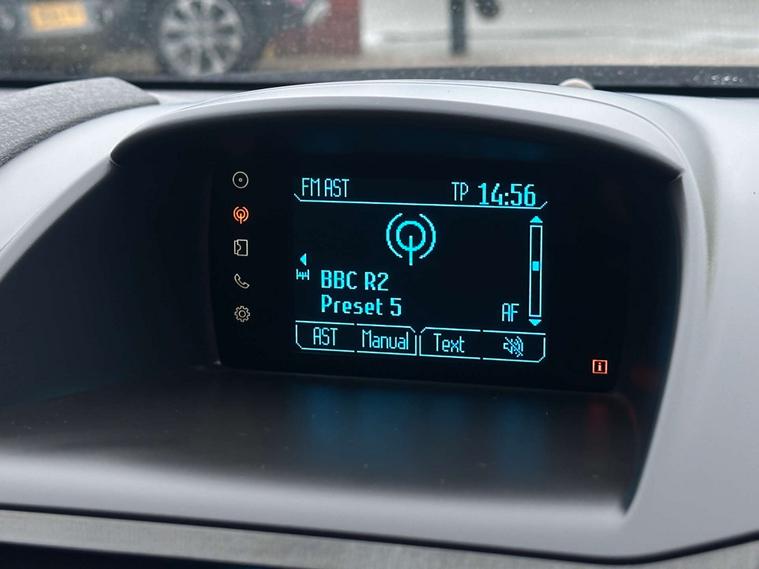 FM AST TP 14:56
BBC R2
Preset 5 AF
AST Manual Text
i